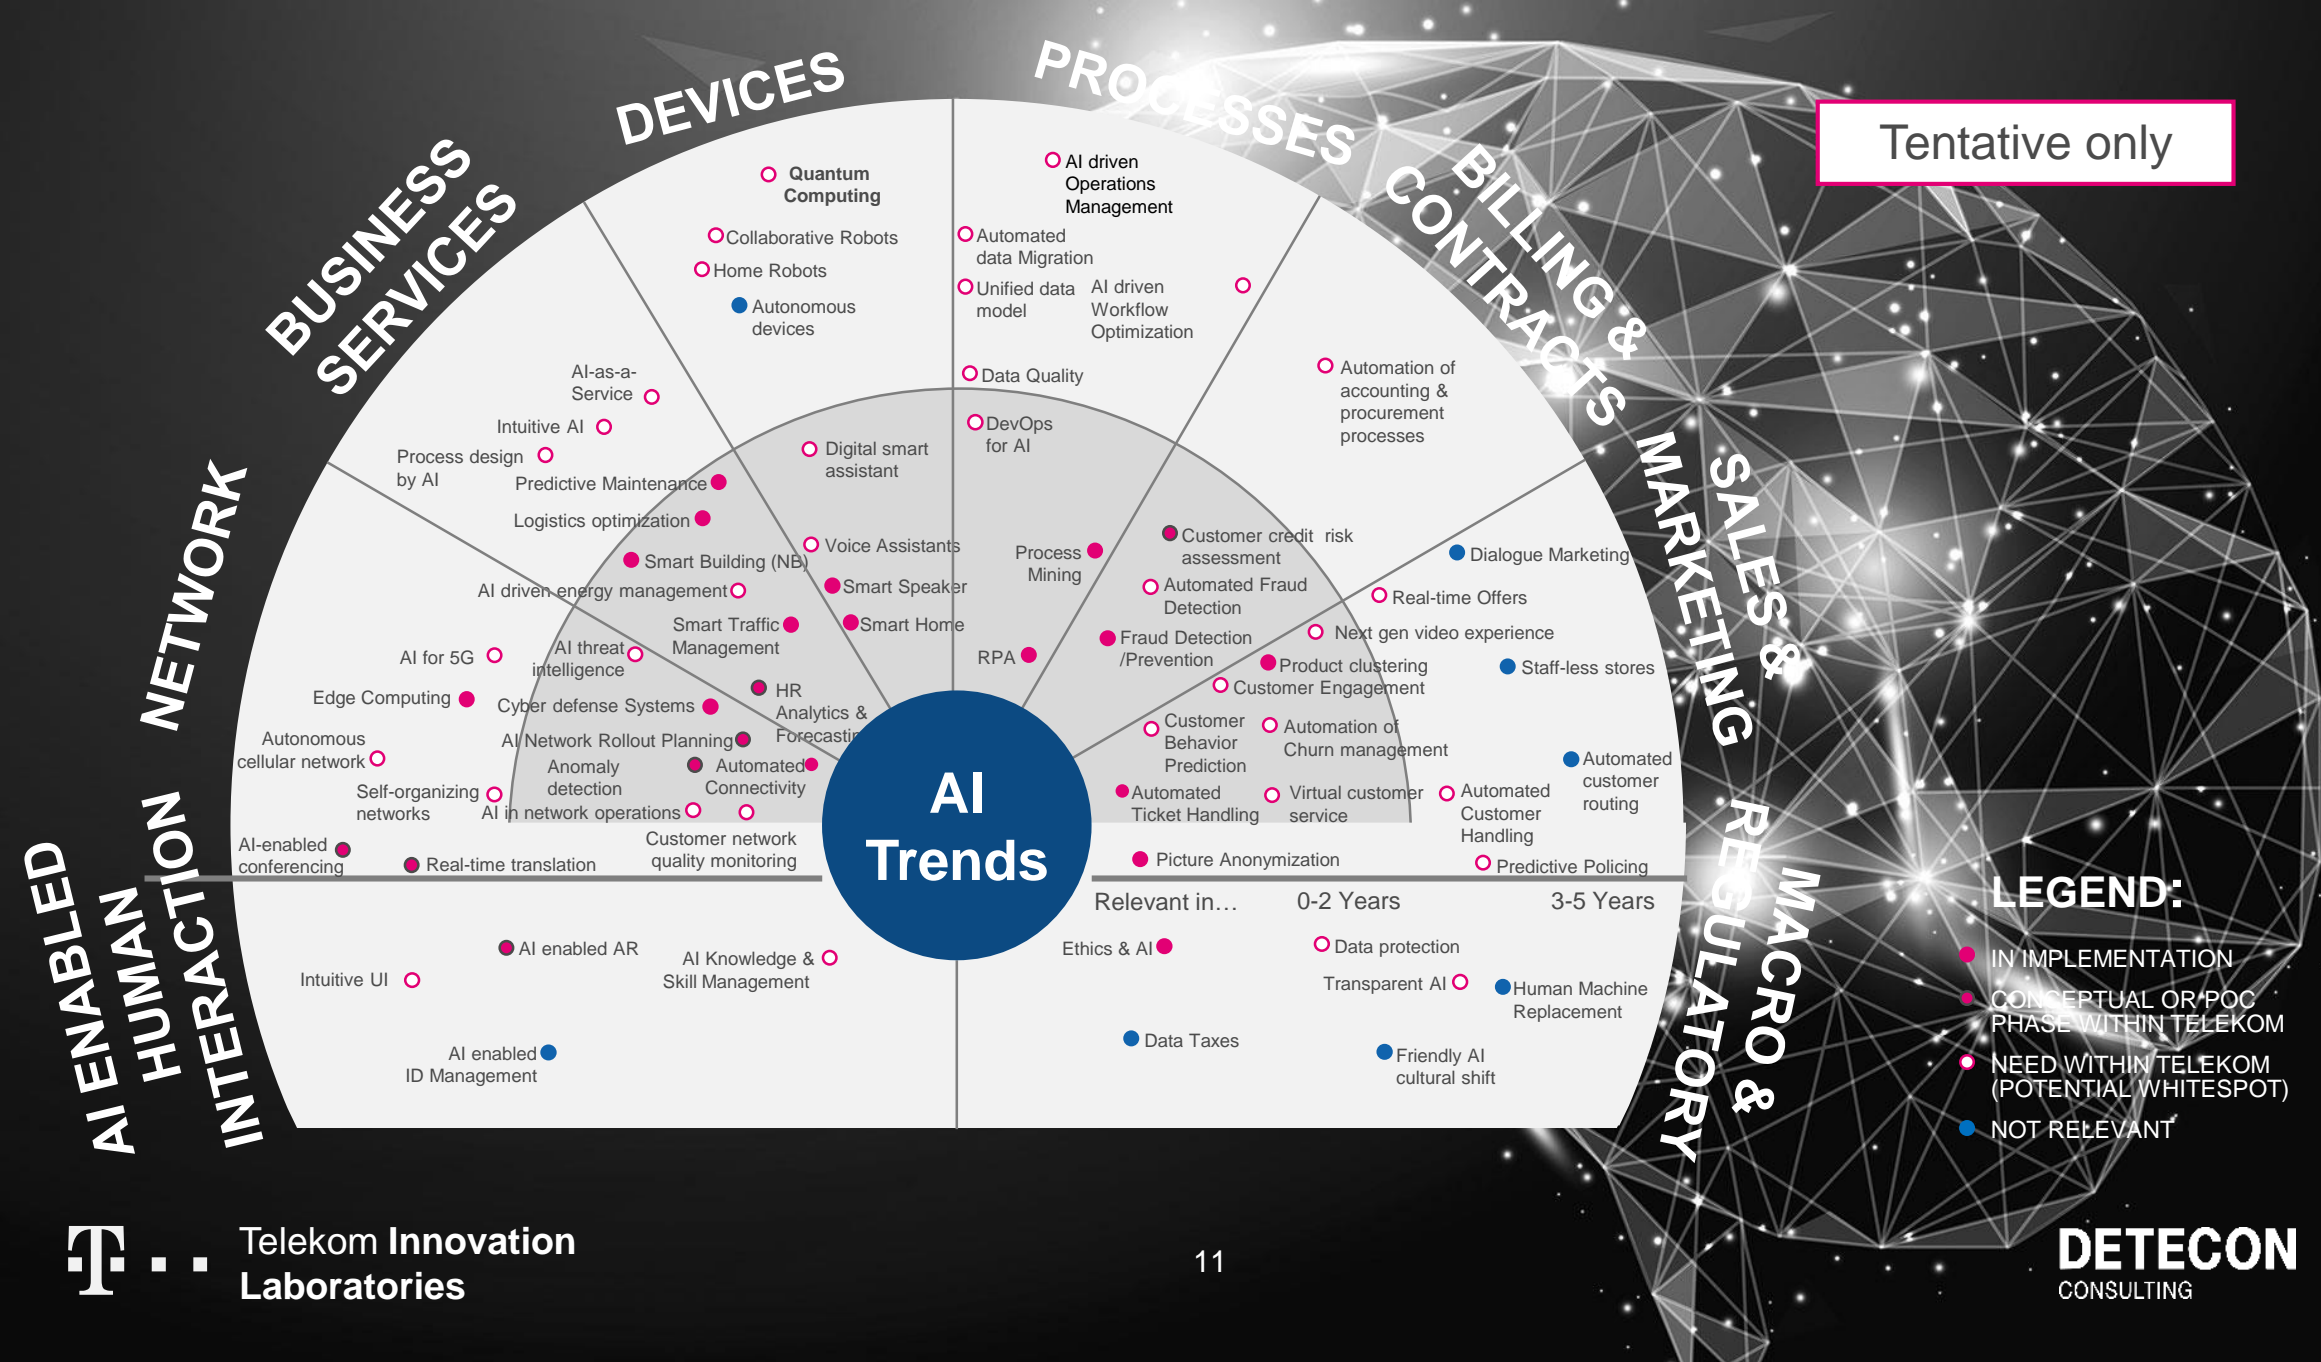 DEVICES
PROCESSES
BUSINESS
SERVICES
BILLING &
CONTRACTS
NETWORK
SALES &
MARKETING
AI ENABLED
HUMAN
INTERACTION
MACRO &
REGULATORY
Tentative only
Quantum
Computing
Collaborative Robots
Home Robots
Autonomous
devices
AI driven
Operations
Management
Automated
data Migration
Unified data
model
AI driven
Workflow
Optimization
Data Quality
AI-as-a-
Service
Intuitive AI
Process design
by AI
Predictive Maintenance
Logistics optimization
Smart Building (NB)
AI driven energy management
Smart Traffic
Management
HR
Analytics &
Forecastin
Digital smart
assistant
Voice Assistants
Smart Speaker
Smart Home
DevOps
for AI
Process
Mining
RPA
Automation of
accounting &
procurement
processes
Customer credit risk
assessment
Automated Fraud
Detection
Fraud Detection
/Prevention
Dialogue Marketing
Real-time Offers
Next gen video experience
Product clustering
Staff-less stores
Customer Engagement
Customer
Behavior
Prediction
Automation of
Churn management
Automated
customer
routing
Automated
Ticket Handling
Virtual customer
service
Automated
Customer
Handling
Picture Anonymization
Predictive Policing
AI for 5G
AI threat
intelligence
Edge Computing
Cyber defense Systems
Autonomous
cellular network
AI Network Rollout Planning
Anomaly
detection
Automated
Connectivity
Self-organizing
networks
AI in network operations
Customer network
quality monitoring
AI-enabled
conferencing
Real-time translation
AI
Trends
Relevant in…
0-2 Years
3-5 Years
AI enabled AR
AI Knowledge &
Skill Management
Intuitive UI
AI enabled
ID Management
Ethics & AI
Data protection
Transparent AI
Human Machine
Replacement
Data Taxes
Friendly AI
cultural shift
LEGEND:
IN IMPLEMENTATION
CONCEPTUAL OR POC
PHASE WITHIN TELEKOM
NEED WITHIN TELEKOM
(POTENTIAL WHITESPOT)
NOT RELEVANT
T
Telekom Innovation
Laboratories
11
DETECON
CONSULTING